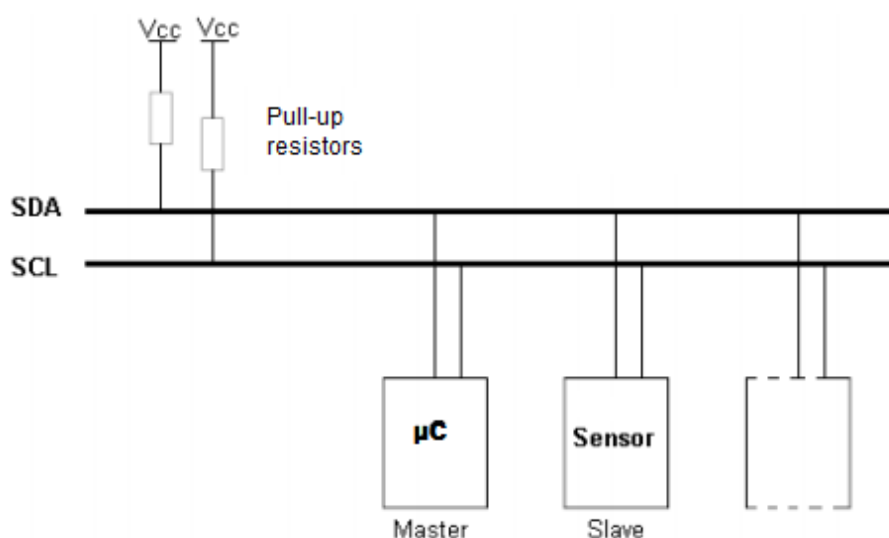 Vcc Vcc
Pull-up
resistors
SDA
SCL
µC
Sensor
Master
Slave